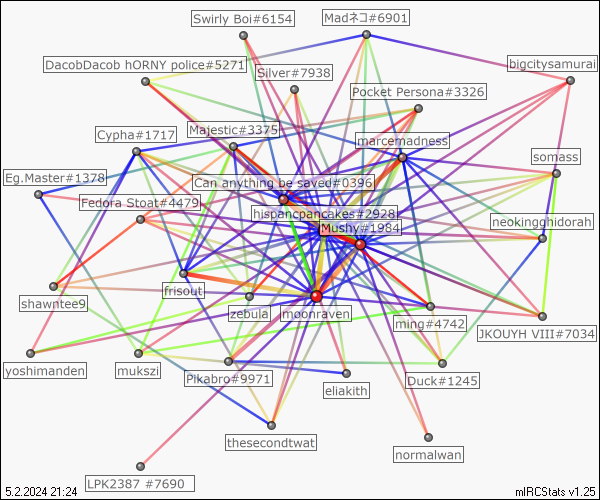 Swirly Boi#6154
Madネコ#6901
DacobDacob hORNY police#5271
Silver#7938
bigcitysamurai
Pocket Persona#3326
Cypha#1717
Majestic#3375
marcemadness
somass
Eg.Master#1378
Can anything be saved#0396
Fedora Stoat#4479
hispancpancakes#2928
neokingghidorah
Mushy#1984
frisout
shawntee9
zebula
moonraven
ming#4742
JKOUYH VIII#7034
yoshimanden
mukszi
Pikabro#9971
eliakith
Duck#1245
thesecondtwat
normalwan
LPK2387 #7690
5.2.2024 21:24
mIRCStats v1.25